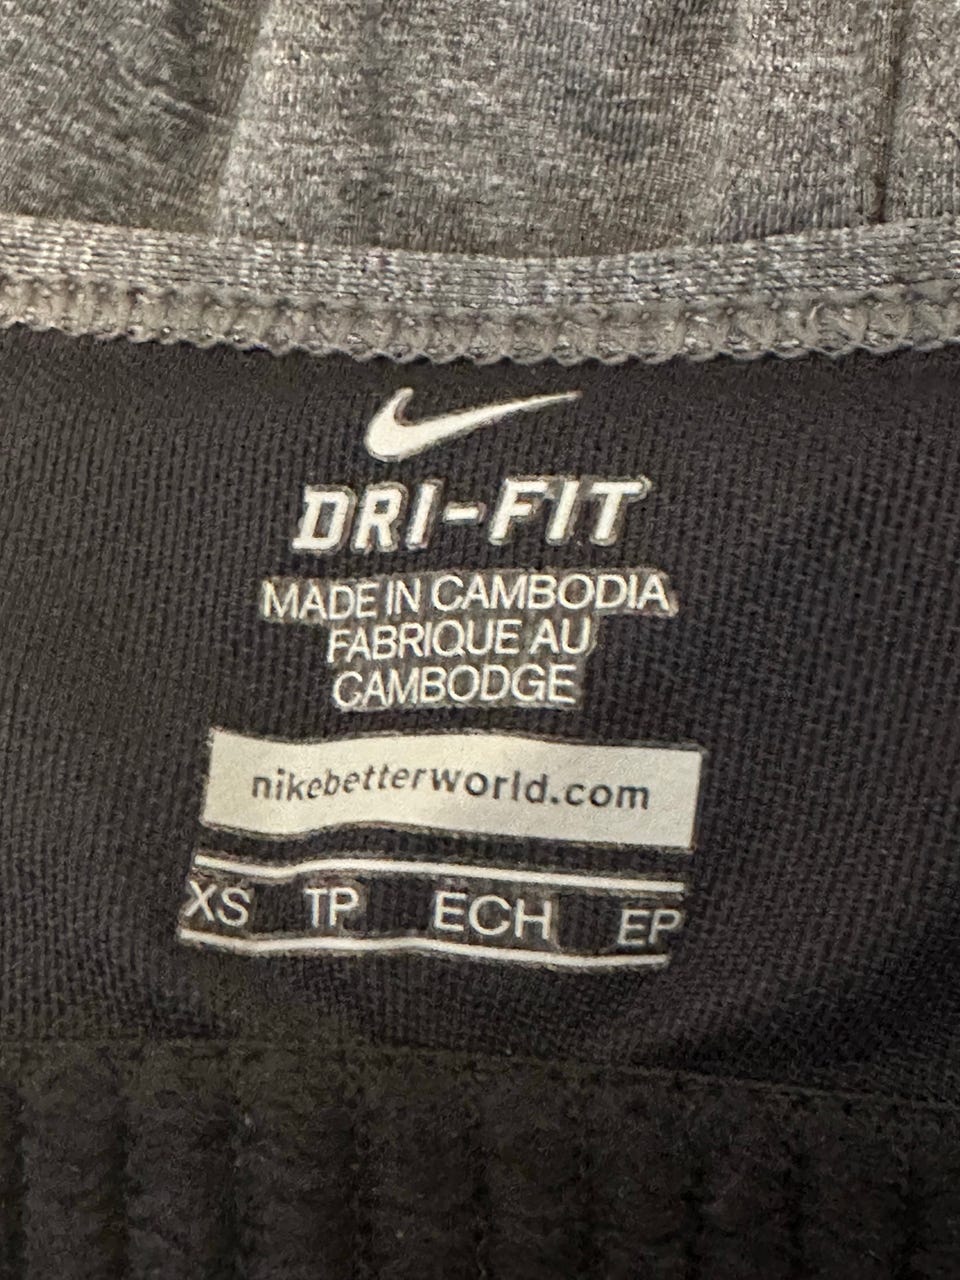 DRI-FIT
MADE IN CAMBODIA
FABRIQUE AU
CAMBODGE
nikebetterworld.com
XS TP ECH EP